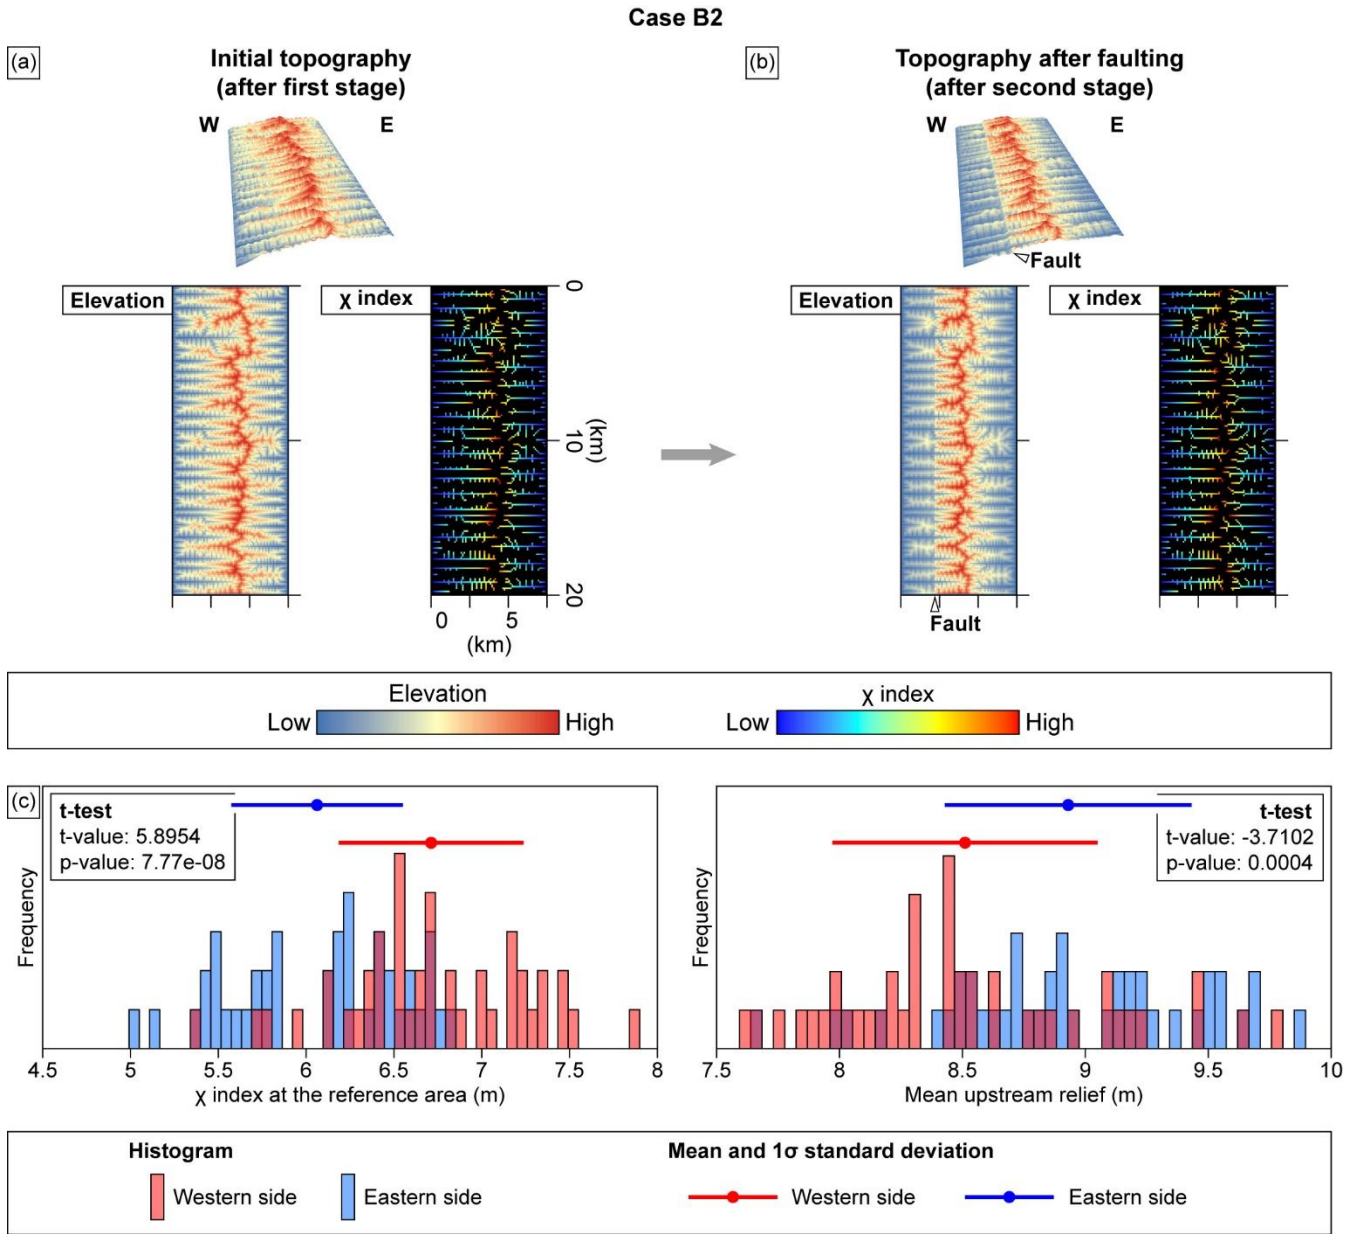 Case B2
(a)
Initial topography
(after first stage)
W
E
Elevation
χ index
0
10
(km)
20
0
5
(km)
(b)
Topography after faulting
(after second stage)
W
E
Fault
Elevation
χ index
Fault
Elevation
Low
High
χ index
Low
High
(c)
t-test
t-value: 5.8954
p-value: 7.77e-08
Frequency
4.5 5 5.5 6 6.5 7 7.5 8
χ index at the reference area (m)
t-test
t-value: -3.7102
p-value: 0.0004
Frequency
7.5 8 8.5 9 9.5 10
Mean upstream relief (m)
Histogram
Western side
Eastern side
Mean and 1σ standard deviation
Western side
Eastern side